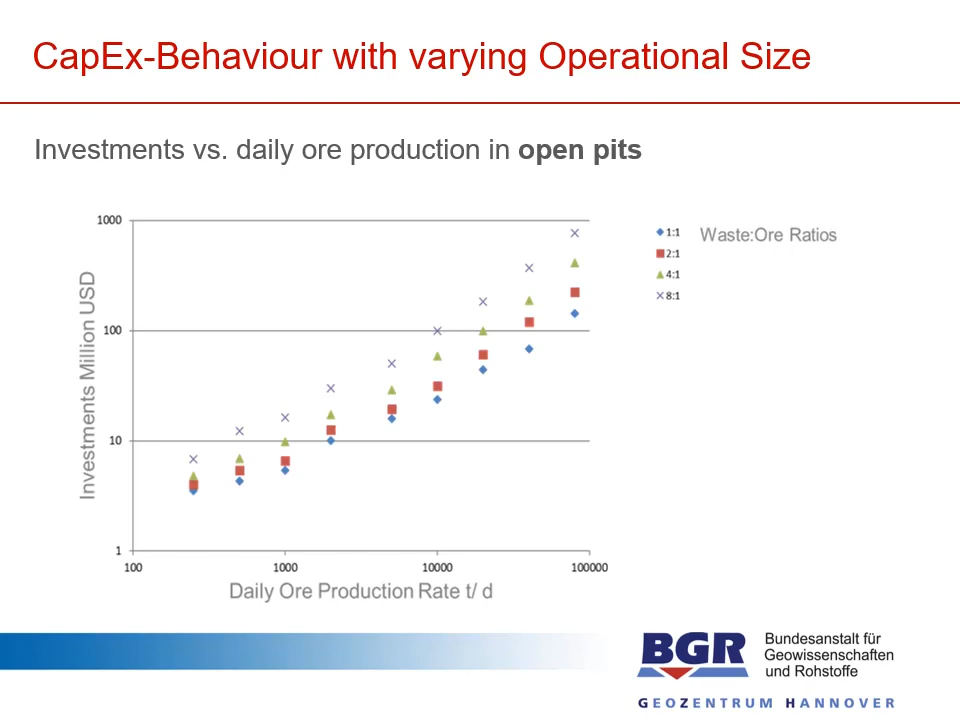 CapEx-Behaviour with varying Operational Size
Investments vs. daily ore production in open pits
1000
100
10
1
Investments Million USD
100
1000
10000
100000
Daily Ore Production Rate t/ d
1:1
2:1
4:1
8:1
Waste:Ore Ratios
BGR
Bundesanstalt für
Geowissenschaften
und Rohstoffe
GEOZENTRUM HANNOVER